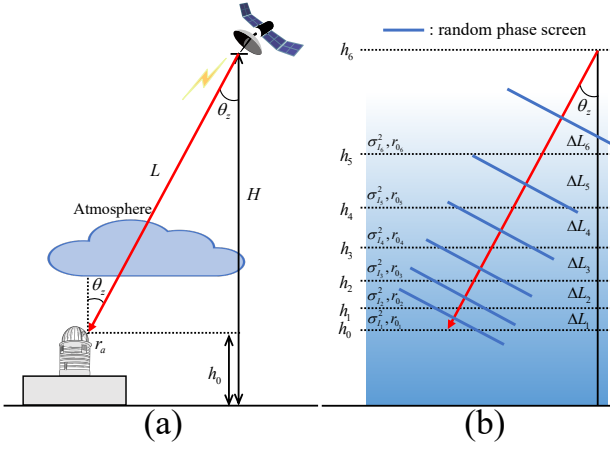 θz
L
H
Atmosphere
θz
ra
h0
(a)
: random phase screen
h6
θz
σ²I6, r06
ΔL6
h5
ΔL5
σ²I5, r05
h4
σ²I4, r04
ΔL4
h3
σ²I3, r03
ΔL3
h2
σ²I2, r02
ΔL2
h1
σ²I1, r01
ΔL1
h0
(b)